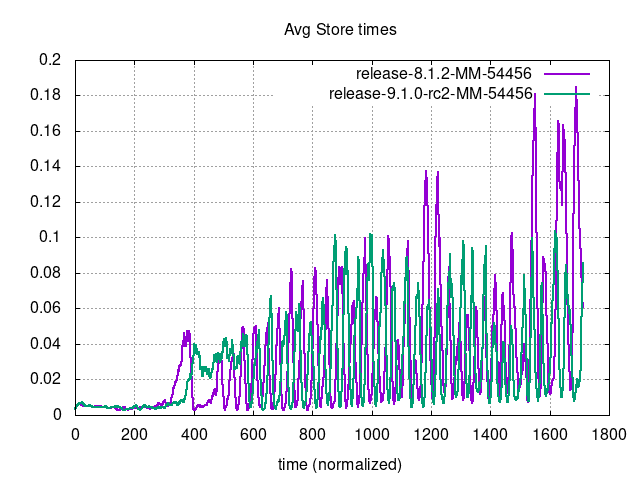 Avg Store times
release-8.1.2-MM-54456
release-9.1.0-rc2-MM-54456
0.2
0.18
0.16
0.14
0.12
0.1
0.08
0.06
0.04
0.02
0
0 200 400 600 800 1000 1200 1400 1600 1800
time (normalized)